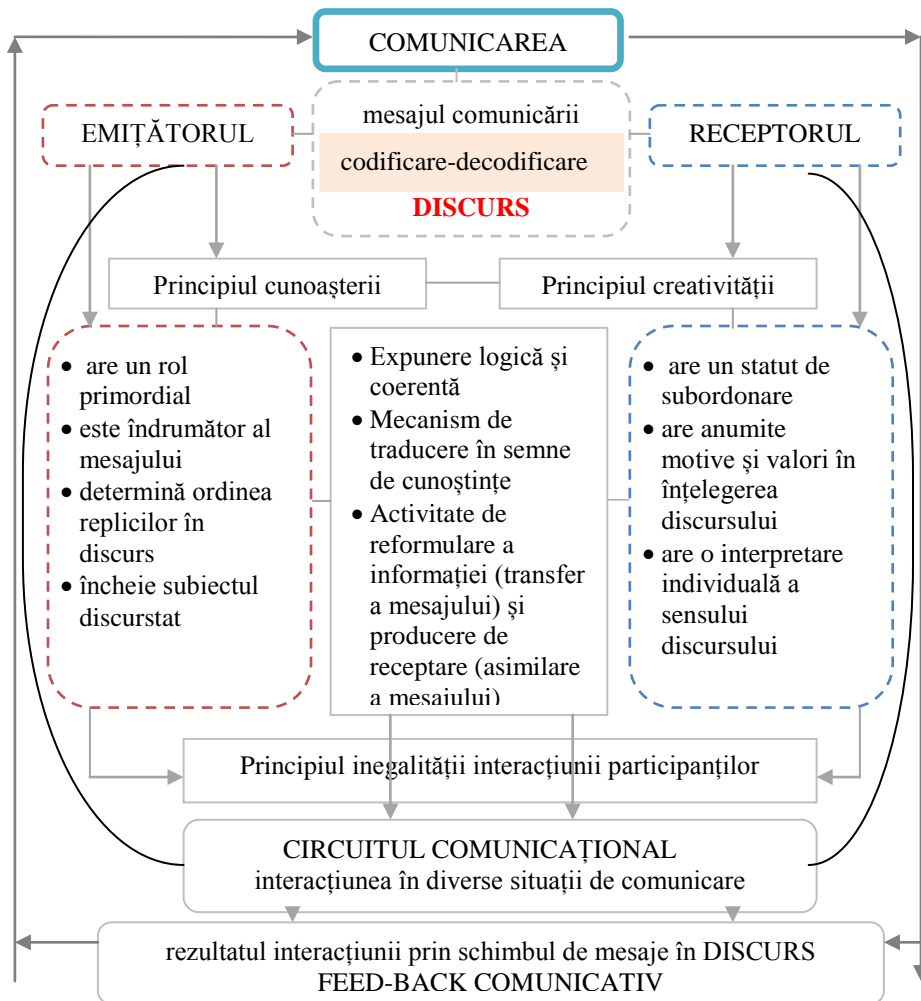 COMUNICAREA
EMIȚĂTORUL
mesajul comunicării
codificare-decodificare
DISCURS
RECEPTORUL
Principiul cunoașterii
Principiul creativității
• are un rol
primordial
• este îndrumător al
mesajului
• determină ordinea
replicilor în
discurs
• încheie subiectul
discurstat
• Expunere logică și
coerentă
• Mecanism de
traducere în semne
de cunoștințe
• Activitate de
reformulare a
informației (transfer
a mesajului) și
producere de
receptare (asimilare
a mesajului)
• are un statut de
subordonare
• are anumite
motive și valori în
înțelegerea
discursului
• are o interpretare
individuală a
sensului
discursului
Principiul inegalității interacțiunii participanților
CIRCUITUL COMUNICAȚIONAL
interacțiunea în diverse situații de comunicare
rezultatul interacțiunii prin schimbul de mesaje în DISCURS
FEED-BACK COMUNICATIV